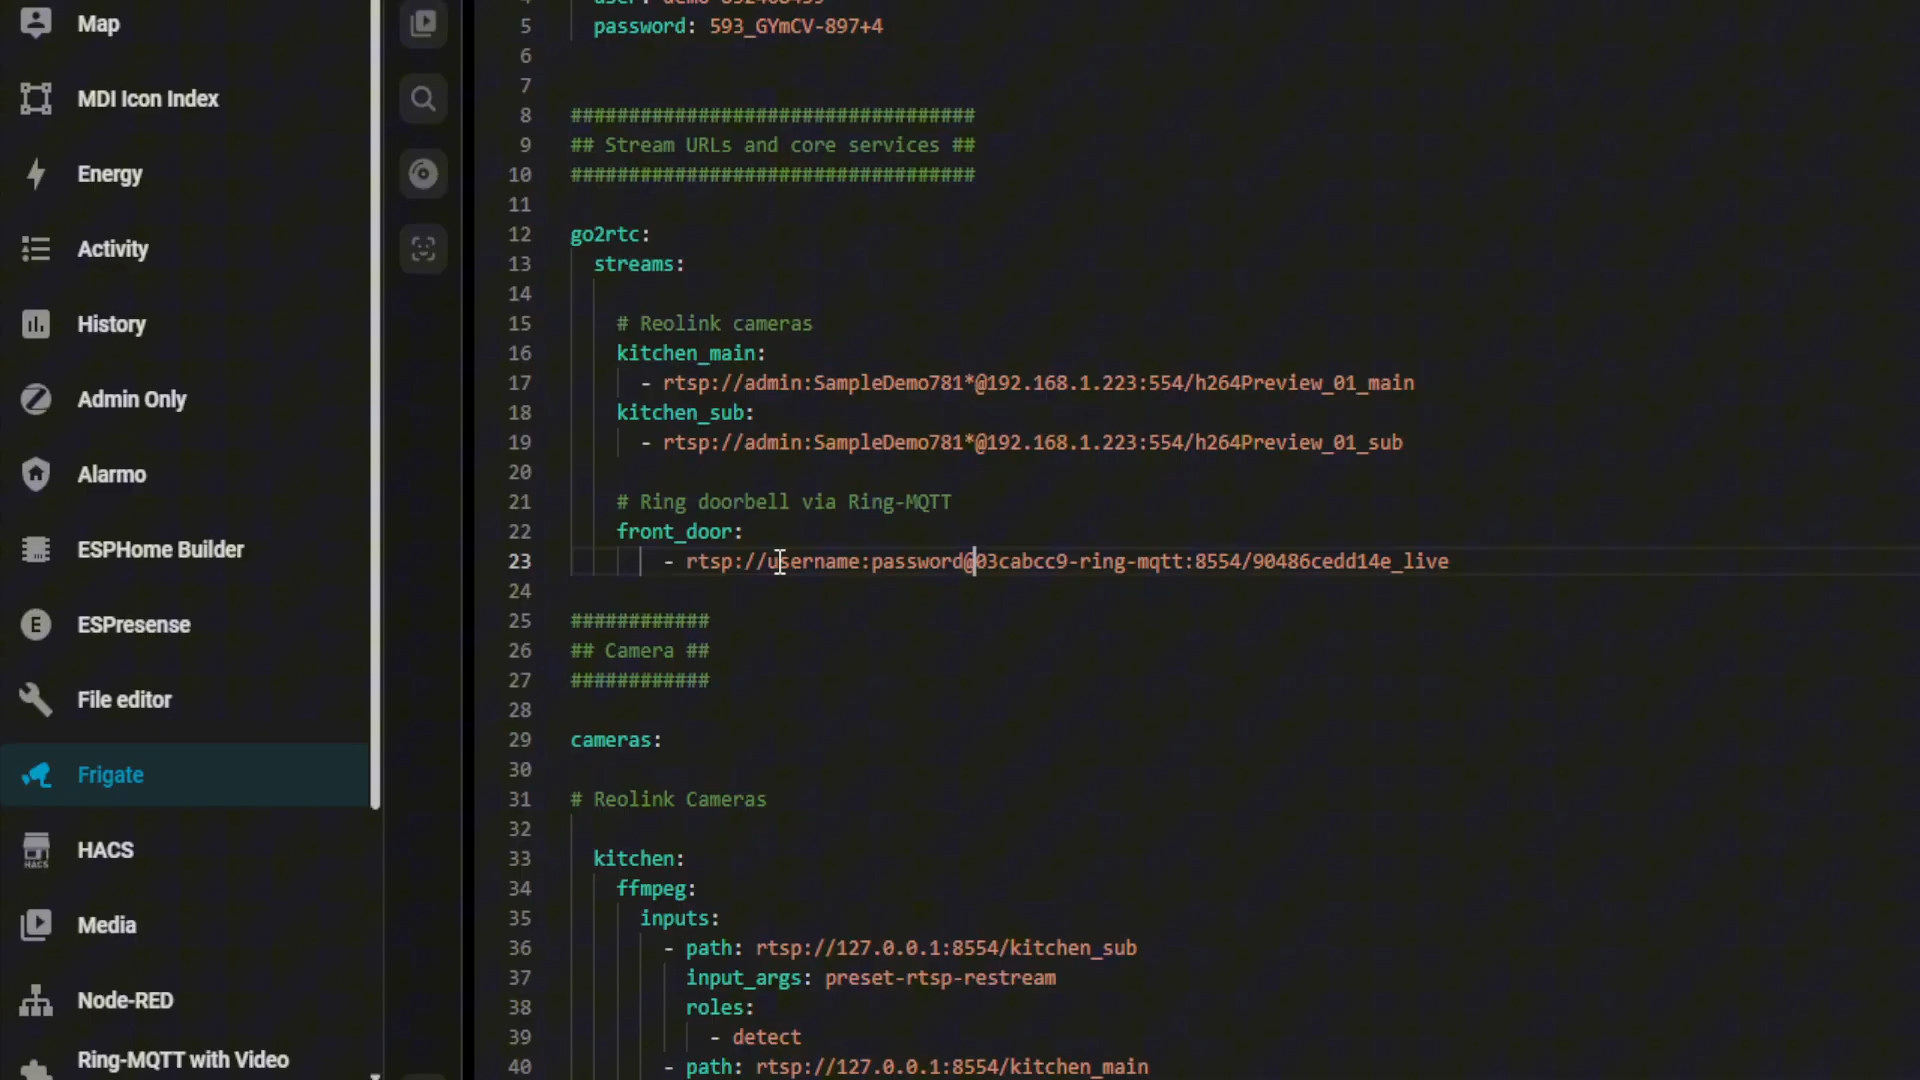 Map
MDI Icon Index
Energy
Activity
History
Admin Only
Alarmo
ESPHome Builder
ESPresense
File editor
Frigate
HACS
HACS
Media
Node-RED
Ring-MQTT with Video
5 password: 593_GYmCV-897+4
6
7
8 ###################################
9 ## Stream URLs and core services ##
10 ###################################
11
12 go2rtc:
13 streams:
14
15 # Reolink cameras
16 kitchen_main:
17 - rtsp://admin:SampleDemo781*@192.168.1.223:554/h264Preview_01_main
18 kitchen_sub:
19 - rtsp://admin:SampleDemo781*@192.168.1.223:554/h264Preview_01_sub
20
21 # Ring doorbell via Ring-MQTT
22 front_door:
23 - rtsp://username:password@03cabcc9-ring-mqtt:8554/90486cedd14e_live
24
25 ############
26 ## Camera ##
27 ############
28
29 cameras:
30
31 # Reolink Cameras
32
33 kitchen:
34 ffmpeg:
35 inputs:
36 - path: rtsp://127.0.0.1:8554/kitchen_sub
37 input_args: preset-rtsp-restream
38 roles:
39 - detect
40 - path: rtsp://127.0.0.1:8554/kitchen_main